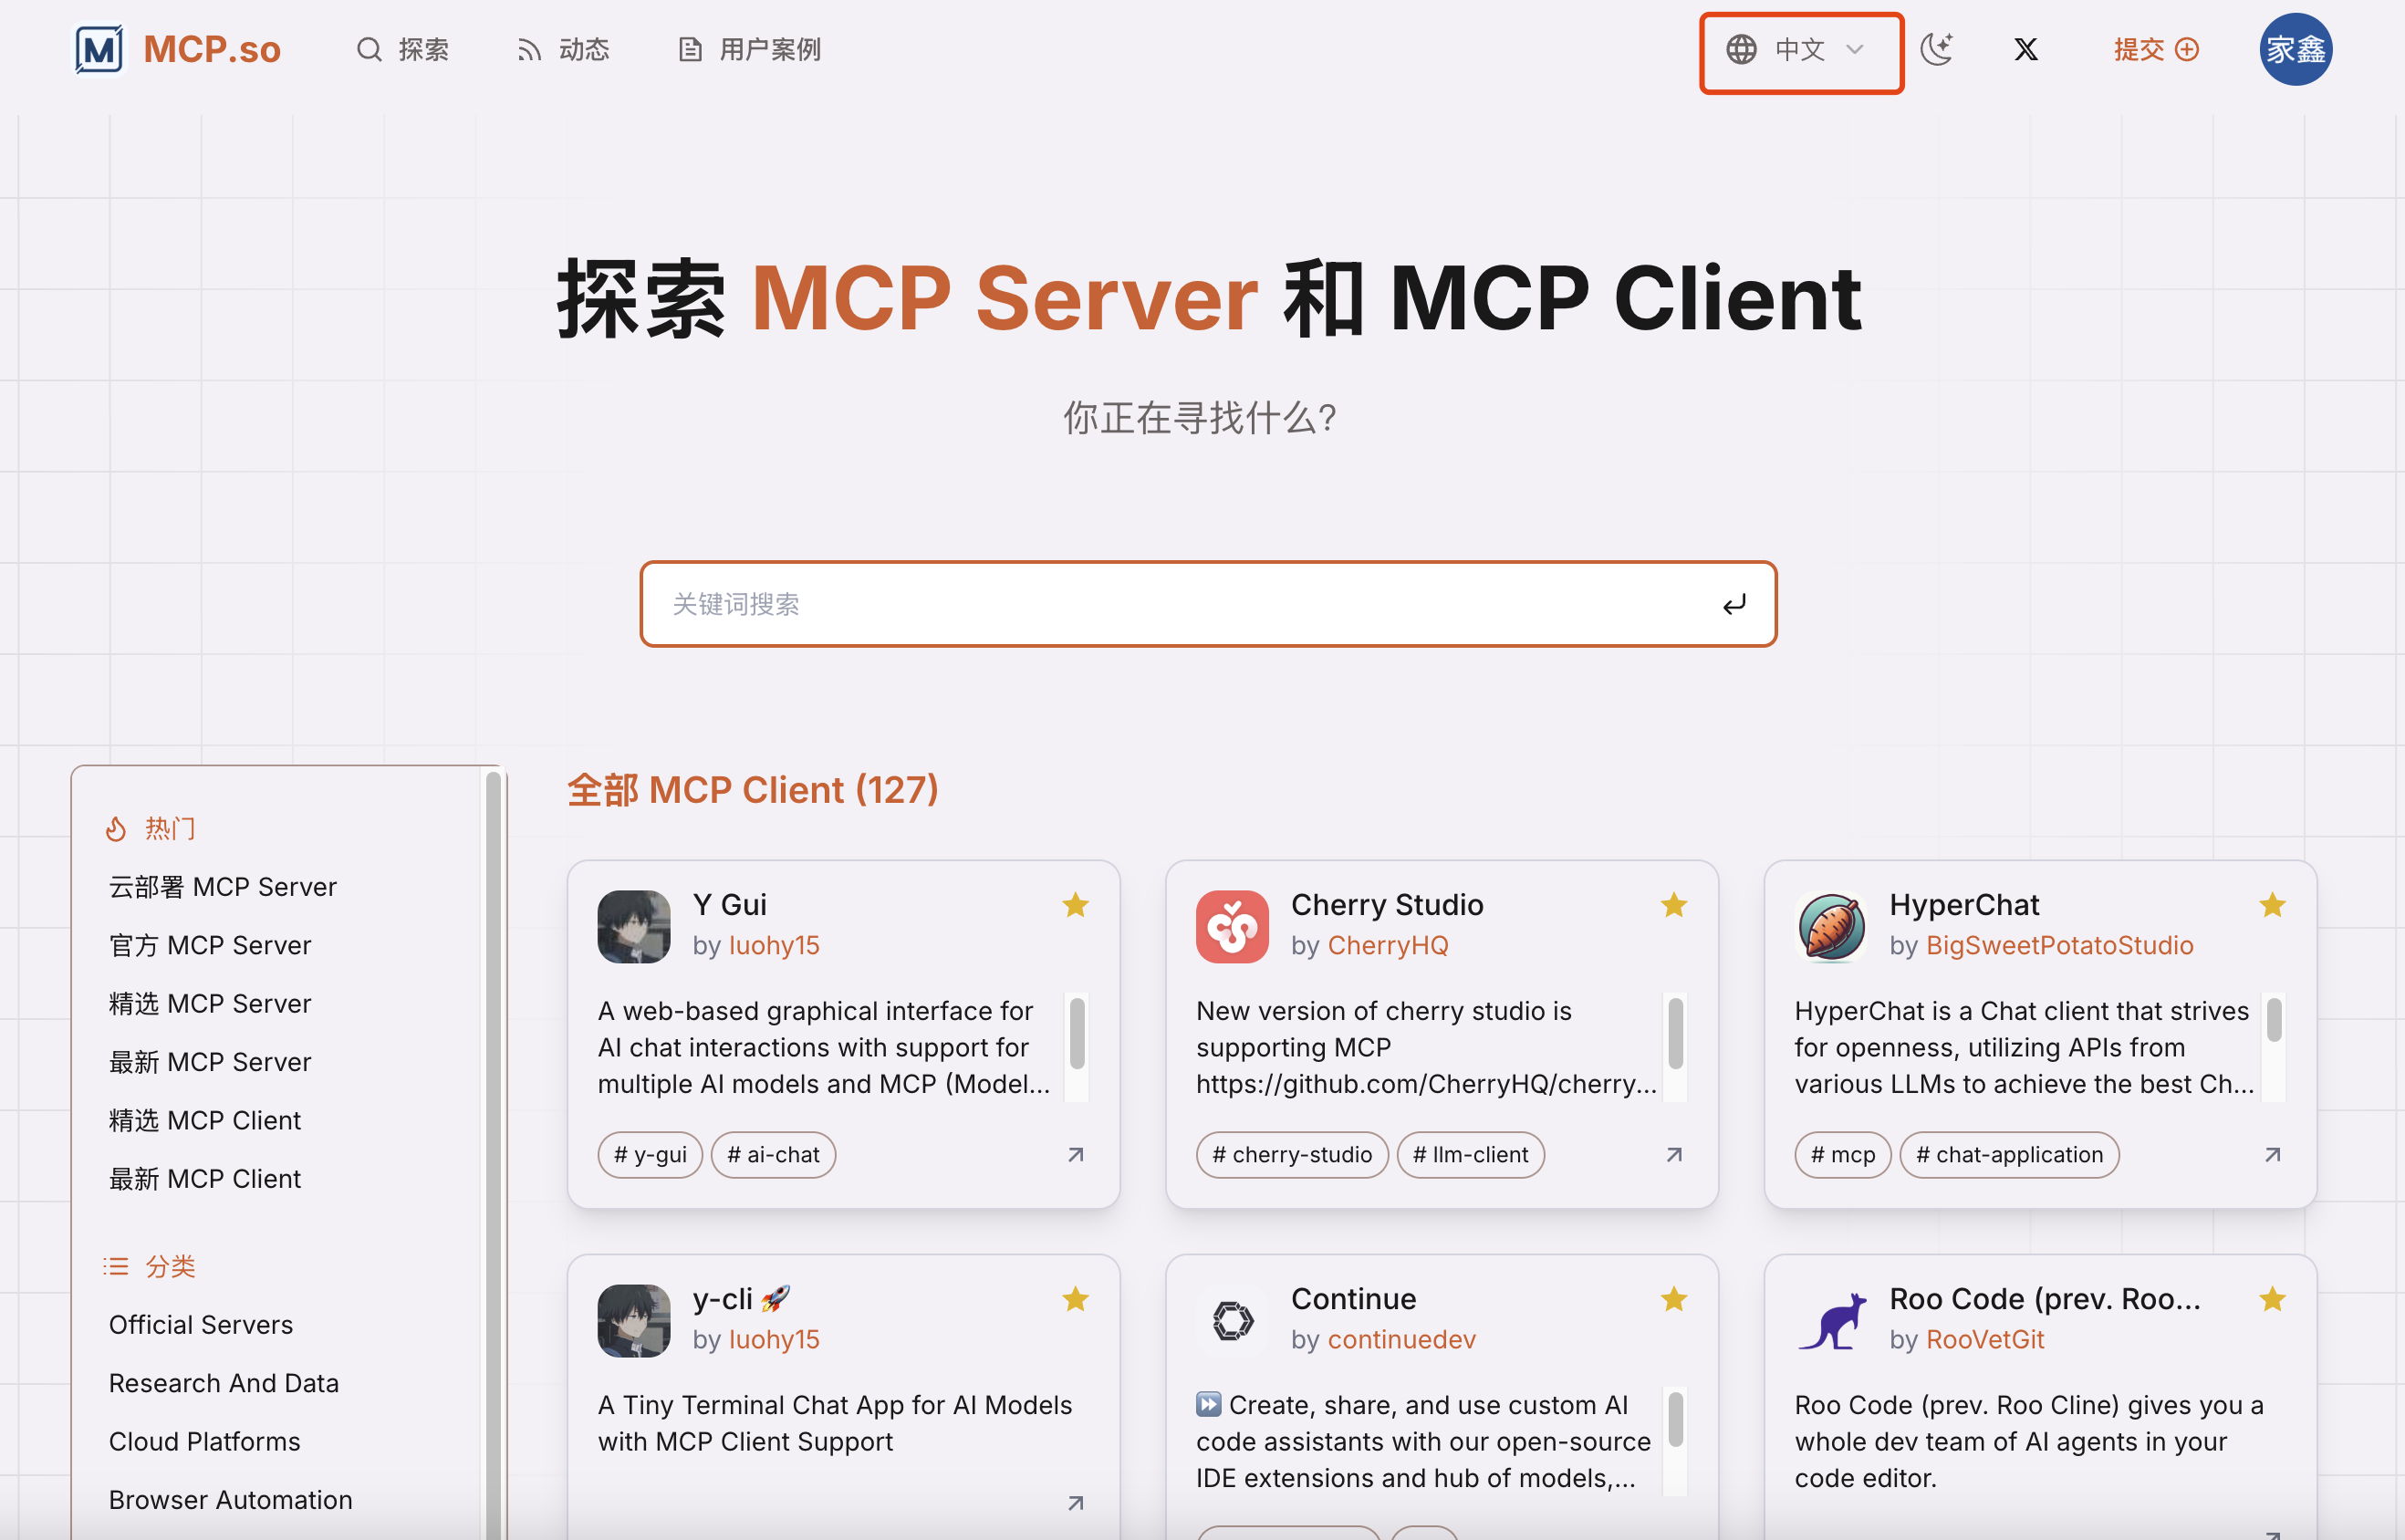 MCP.so
探索
动态
用户案例
中文
提交
家鑫
探索 MCP Server 和 MCP Client
你正在寻找什么?
关键词搜索
热门
云部署 MCP Server
官方 MCP Server
精选 MCP Server
最新 MCP Server
精选 MCP Client
最新 MCP Client
分类
Official Servers
Research And Data
Cloud Platforms
Browser Automation
全部 MCP Client (127)
Y Gui
by luohy15
A web-based graphical interface for
AI chat interactions with support for
multiple AI models and MCP (Model...
# y-gui
# ai-chat
Cherry Studio
by CherryHQ
New version of cherry studio is
supporting MCP
https://github.com/CherryHQ/cherry...
# cherry-studio
# llm-client
HyperChat
by BigSweetPotatoStudio
HyperChat is a Chat client that strives
for openness, utilizing APIs from
various LLMs to achieve the best Ch...
# mcp
# chat-application
y-cli 🚀
by luohy15
A Tiny Terminal Chat App for AI Models
with MCP Client Support
Continue
by continuedev
⏩ Create, share, and use custom AI
code assistants with our open-source
IDE extensions and hub of models,...
Roo Code (prev. Roo...
by RooVetGit
Roo Code (prev. Roo Cline) gives you a
whole dev team of AI agents in your
code editor.